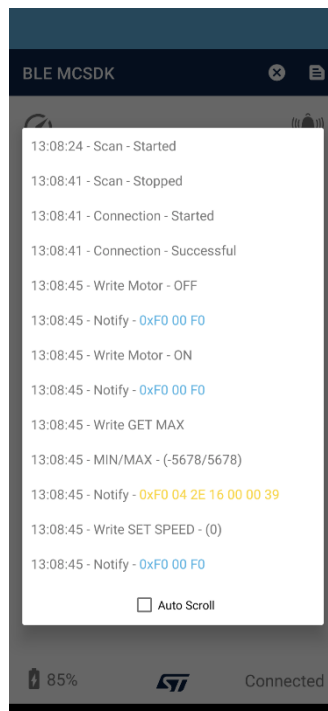 BLE MCSDK
13:08:24 - Scan - Started
13:08:41 - Scan - Stopped
13:08:41 - Connection - Started
13:08:41 - Connection - Successful
13:08:45 - Write Motor - OFF
13:08:45 - Notify - 0xF0 00 F0
13:08:45 - Write Motor - ON
13:08:45 - Notify - 0xF0 00 F0
13:08:45 - Write GET MAX
13:08:45 - MIN/MAX - (-5678/5678)
13:08:45 - Notify - 0xF0 04 2E 16 00 00 39
13:08:45 - Write SET SPEED - (0)
13:08:45 - Notify - 0xF0 00 F0
Auto Scroll
85%
ST
Connected